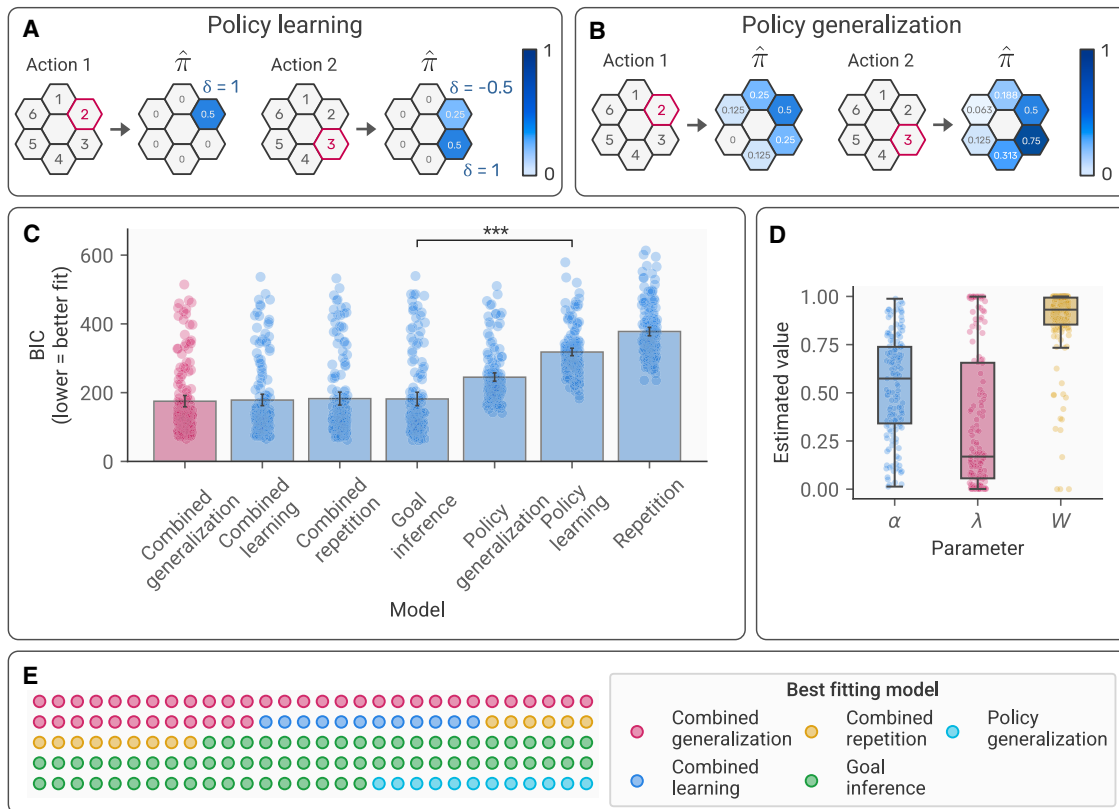 A
Policy learning
Action 1
π̂
δ = 1
Action 2
π̂
δ = −0.5
1
6
2
5
3
4
0
0
0.5
0
0
0
1
6
2
5
3
4
0
0
0.25
0
0.5
0
δ = 1
1
0
B
Policy generalization
Action 1
π̂
Action 2
π̂
1
6
2
5
3
4
0.25
0.125
0.5
0
0.25
0.125
1
6
2
5
3
4
0.188
0.063
0.5
0.125
0.75
0.313
1
0
C
***
600
400
200
0
BIC
(lower = better fit)
Combined
generalization
Combined
learning
Combined
repetition
Goal
inference
Policy
generalization
Policy
learning
Repetition
Model
D
1.00
0.75
0.50
0.25
0.00
Estimated value
α
λ
W
Parameter
E
Best fitting model
Combined
generalization
Combined
repetition
Policy
generalization
Combined
learning
Goal
inference